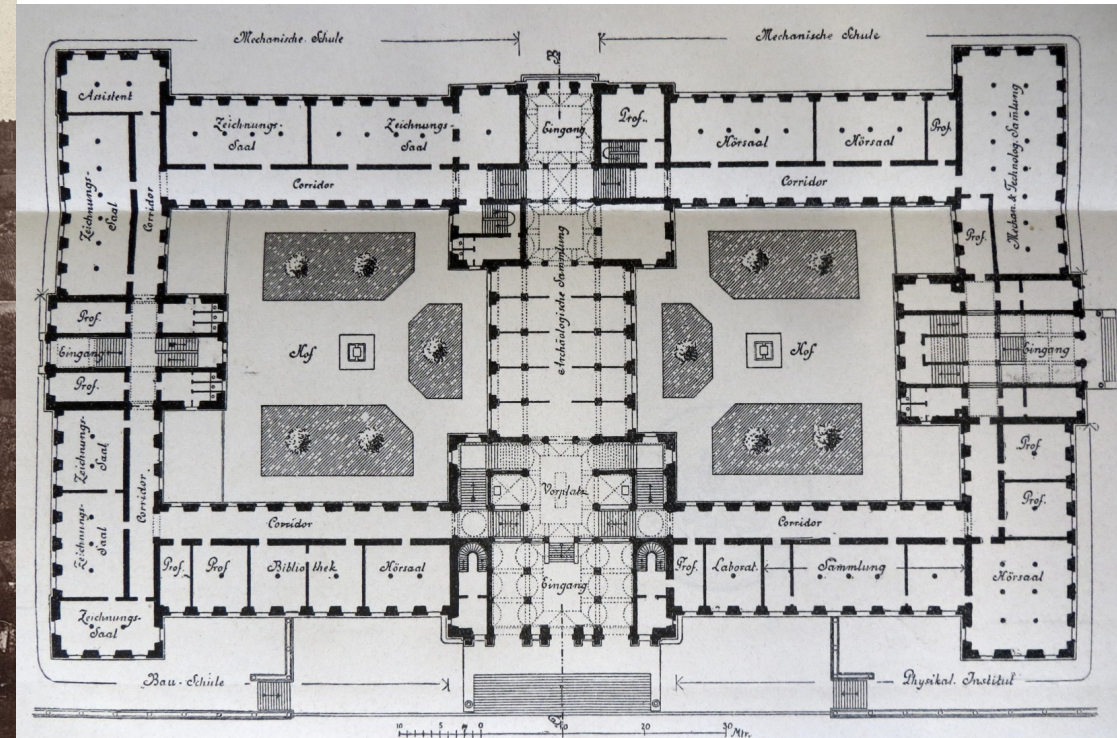 Mechanische Schule
Mechanische Schule
Assistent
Zeichnungs-
Saal
Zeichnungs-
Saal
Eingang
Prof.
Hörsaal
Hörsaal
Prof.
Mechan. & Technolog. Sam̄lung
Corridor
Corridor
Zeichnungs-
Saal
Corridor
Prof.
Archäologische Sammlung
Prof.
Eingang
Prof.
Hof
Hof
Eingang
Zeichnungs-
Saal
Zeichnungs-
Saal
Corridor
Prof
Prof.
Vorplatz
Corridor
Corridor
Prof.
Prof
Bibliothek
Hörsaal
Eingang
Prof.
Laborat.
Sammlung
Hörsaal
Zeichnungs-
Saal
Bau-Schule
Physikal. Institut
10 5 0 10 20 30 Mtr.